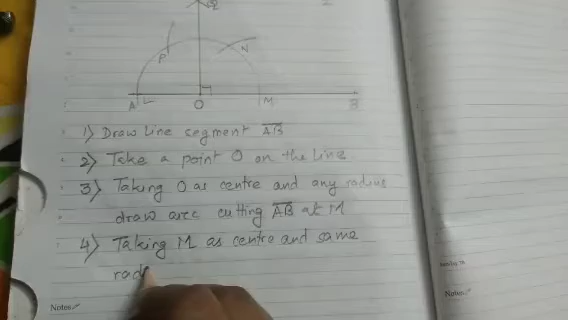 2
P
N
A
L
O
M
B
1) Draw line segment AB
2) Take a point O on the line
3) Taking O as centre and any radius
draw arc cutting AB at M
4) Taking M as centre and same
rad
Notes
Notes